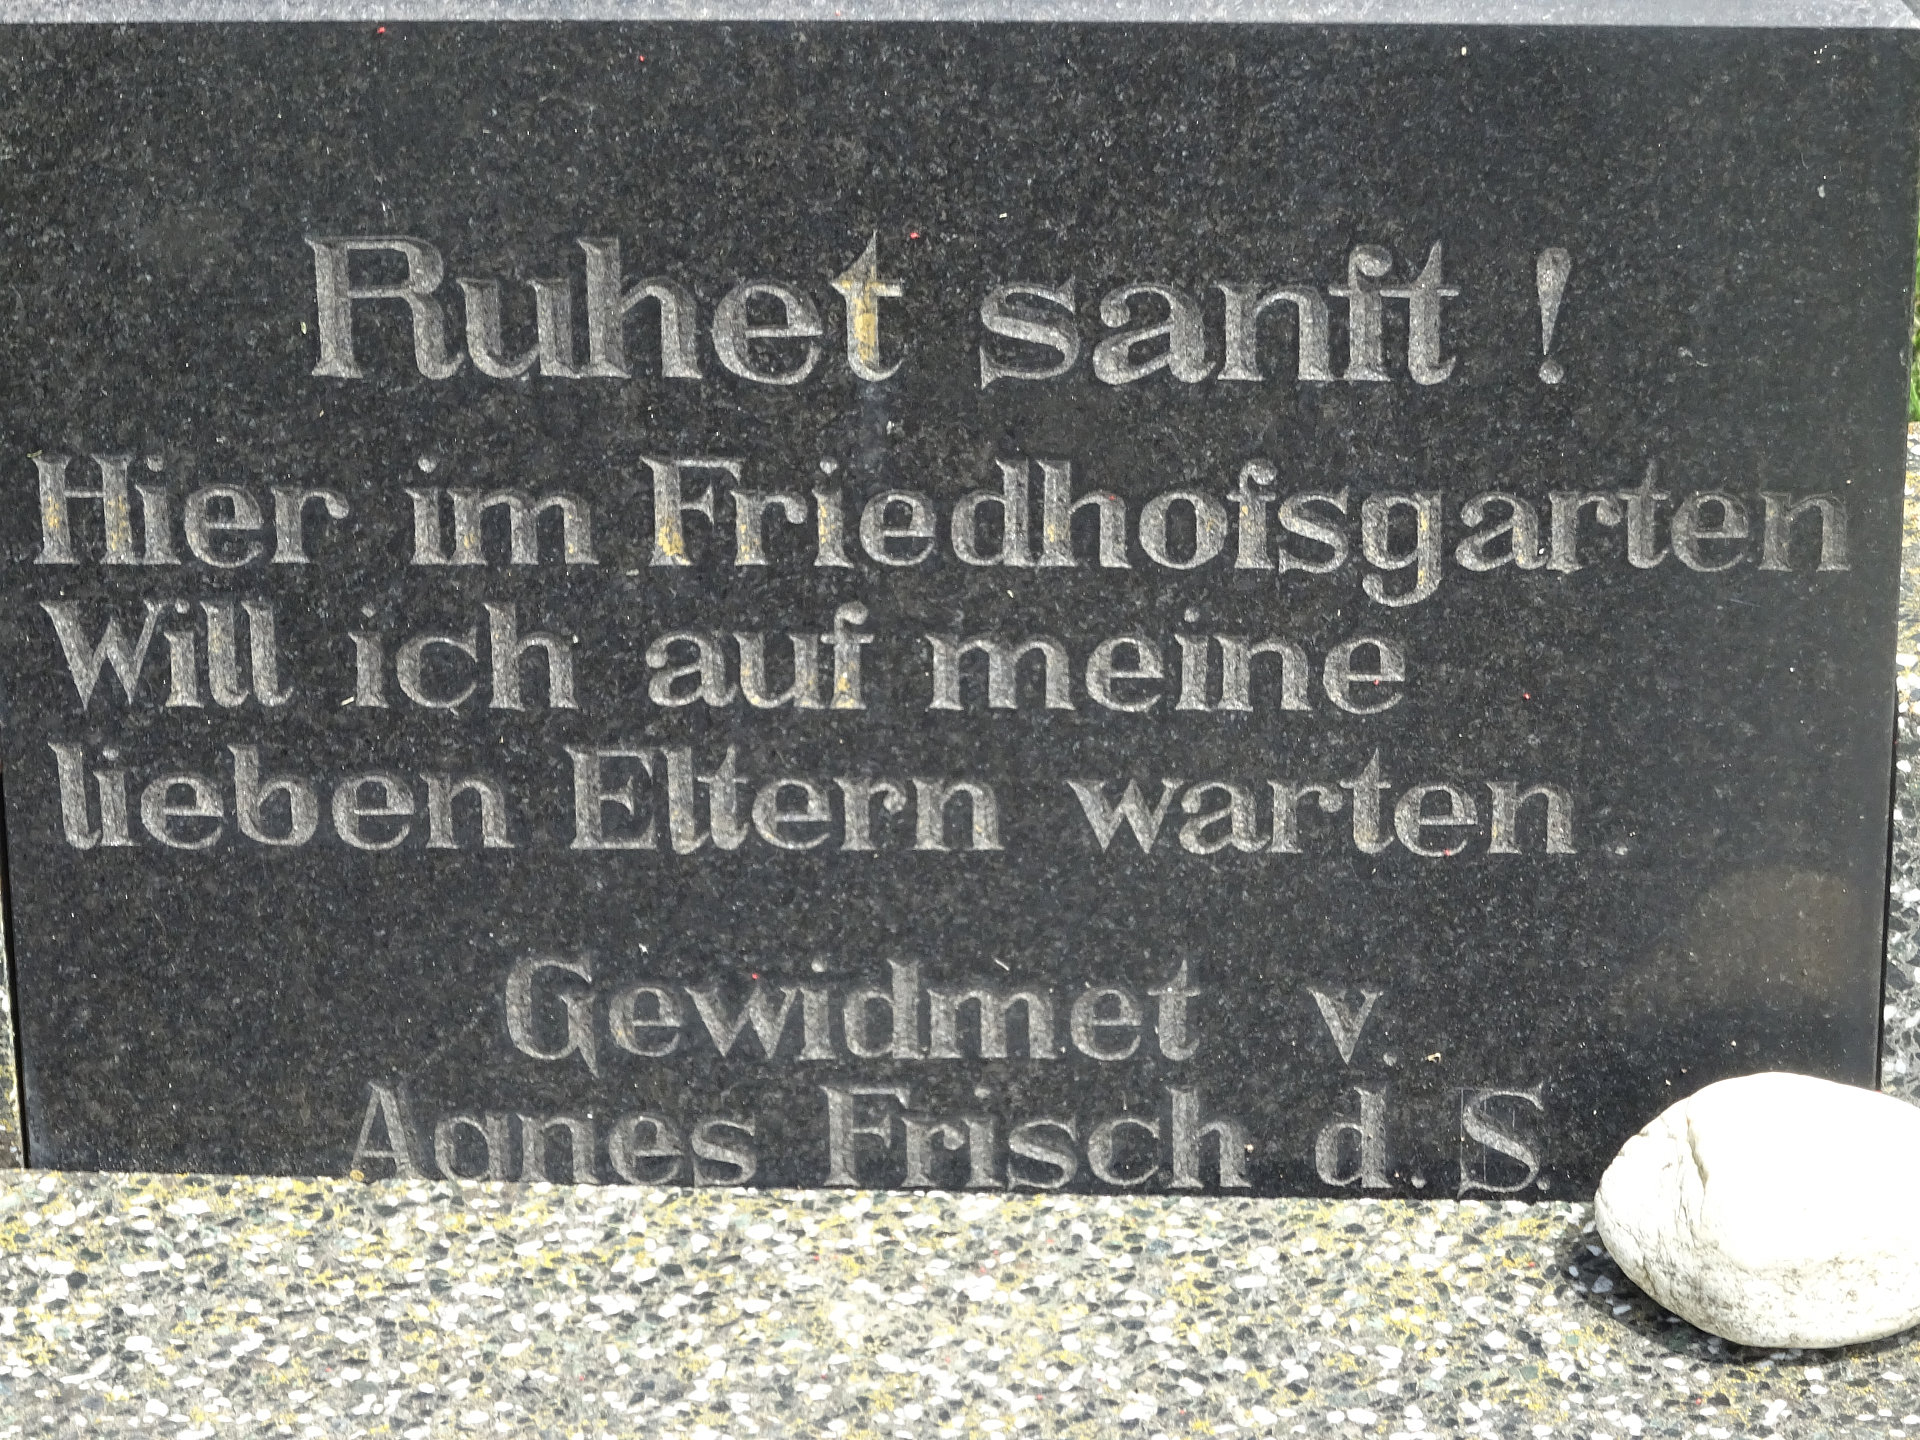 Ruhet sanft !
Hier im Friedhofsgarten
Will ich auf meine
lieben Eltern warten.
Gewidmet v.
Agnes Frisch d. S.